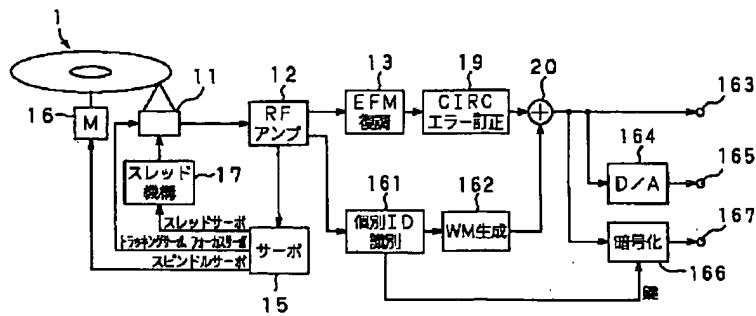 1
16
M
11
12
RF
アンプ
13
EFM
復調
19
CIRC
エラー訂正
20
163
164
D/A
165
スレッド
機構
17
161
個別ID
識別
162
WM生成
167
暗号化
166
スレッドサーボ
トラッキングサーボ, フォーカスサーボ
スピンドルサーボ
サーボ
15
鍵